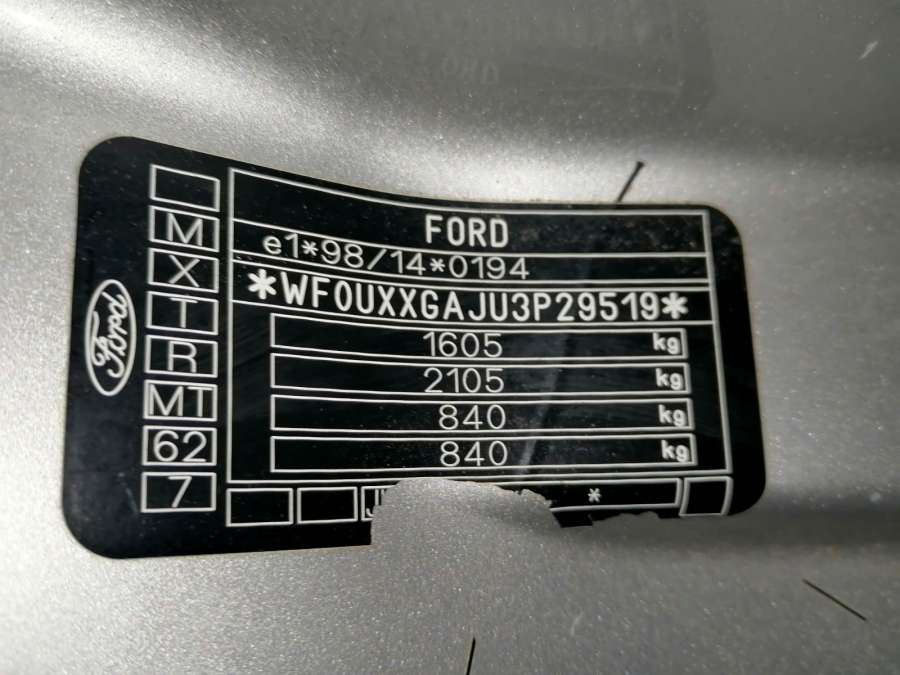 FORD
e1*98/14*0194
*WF0UXXGAJU3P29519*
1605 kg
2105 kg
840 kg
840 kg
*
M
X
T
R
MT
62
7
Ford